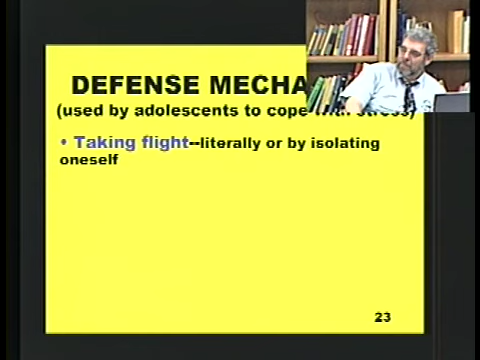 DEFENSE MECHA
(used by adolescents to cope with stress)
• Taking flight--literally or by isolating
oneself
23